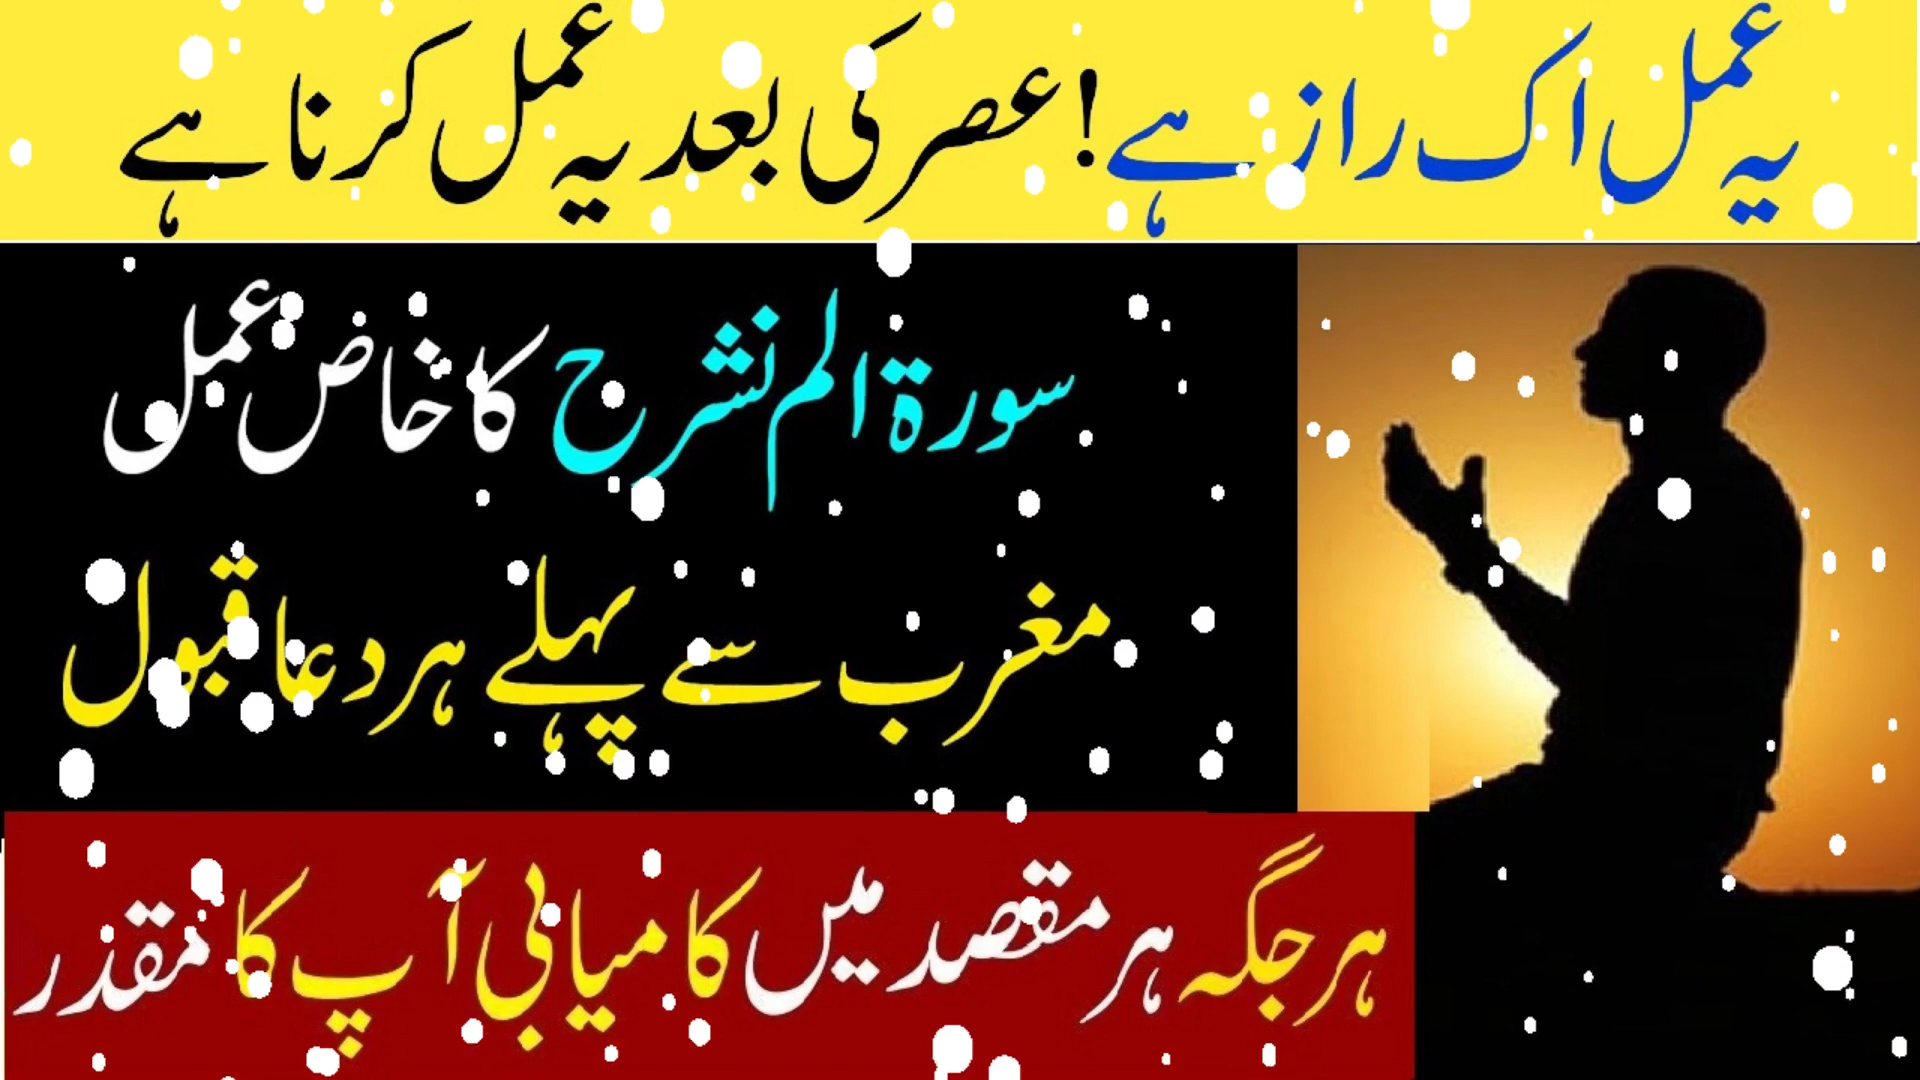 یہ عمل اک راز ہے! عصر کی بعد یہ عمل کرنا ہے
سورۃ الم نشرح کا خاص عمل
مغرب سے پہلے ہر دعا قبول
ہر جگہ ہر مقصد میں کامیابی آپ کا مقدر